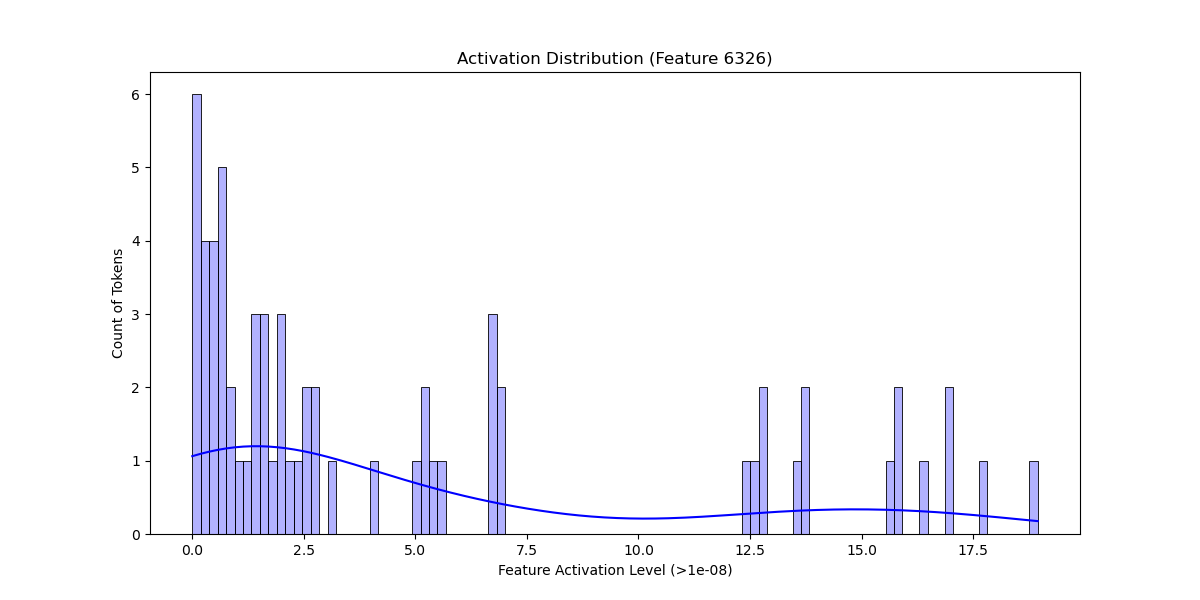 Activation Distribution (Feature 6326)
6
5
4
3
2
1
0
Count of Tokens
0.0 2.5 5.0 7.5 10.0 12.5 15.0 17.5
Feature Activation Level (>1e-08)